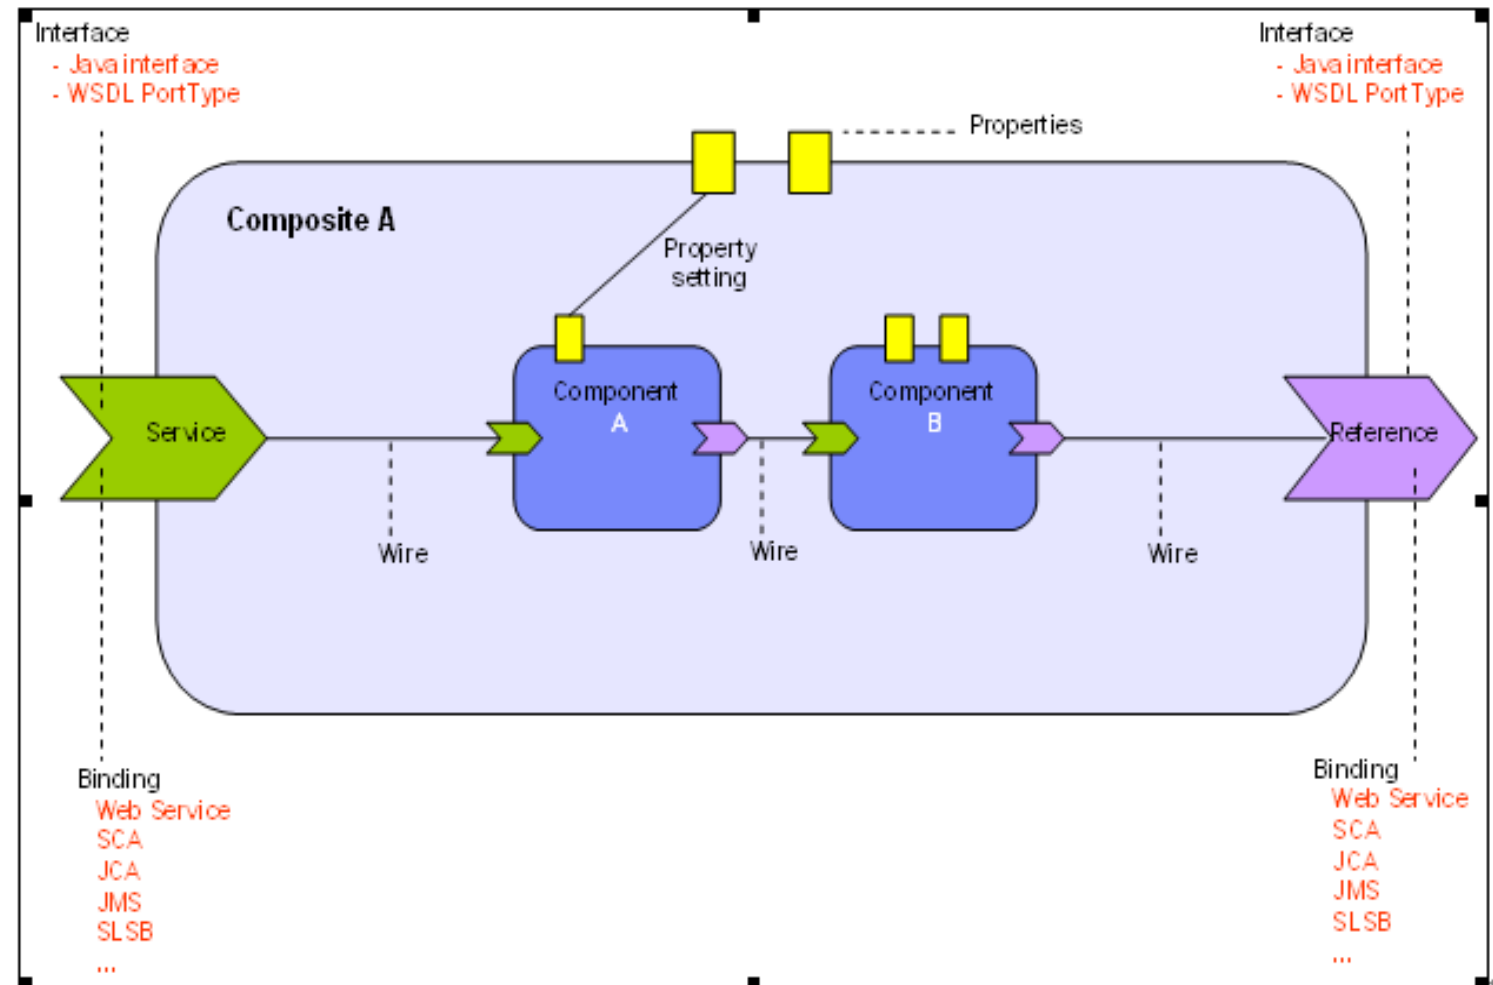 Interface
- Java interface
- WSDL PortType
Interface
- Java interface
- WSDL PortType
Properties
Composite A
Property
setting
Component
A
Component
B
Service
Reference
Wire
Wire
Wire
Binding
Web Service
SCA
JCA
JMS
SLSB
...
Binding
Web Service
SCA
JCA
JMS
SLSB
...